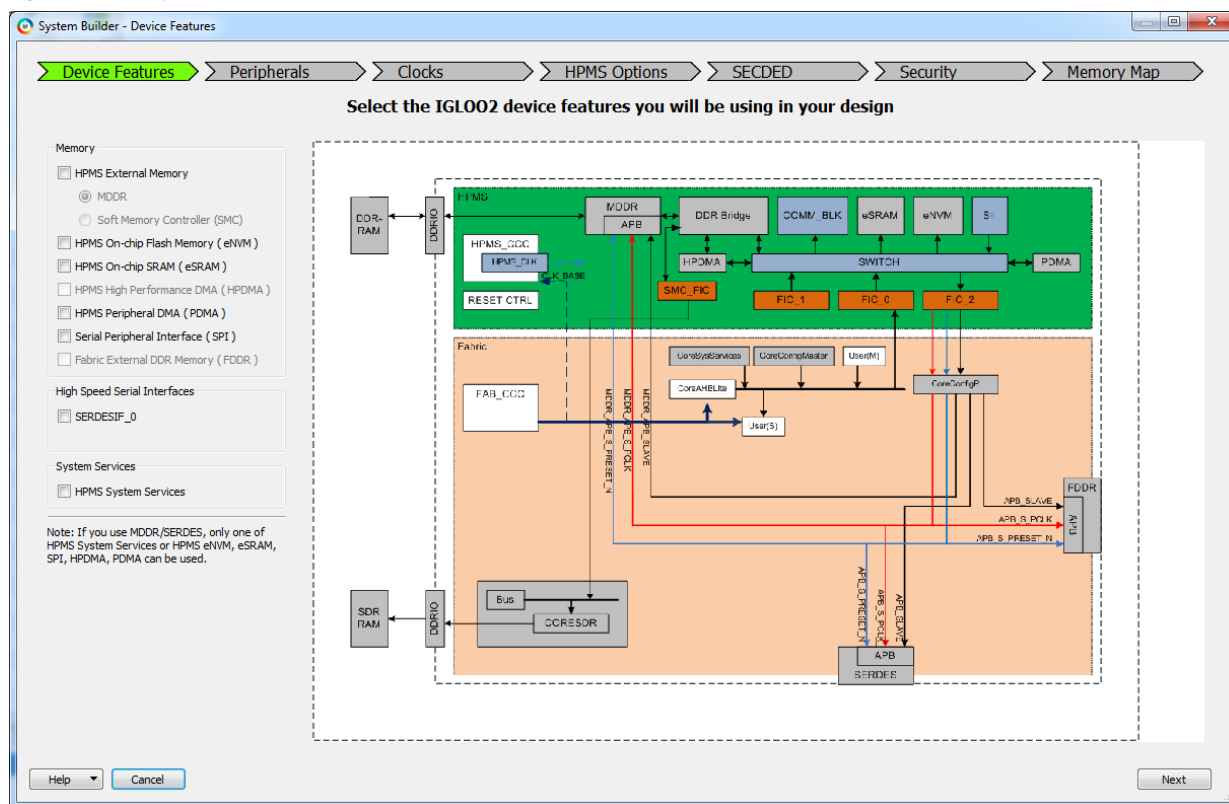 System Builder - Device Features
Device Features
Peripherals
Clocks
HPMS Options
SECDED
Security
Memory Map
Select the IGLOO2 device features you will be using in your design
Memory
HPMS External Memory
MDDR
Soft Memory Controller (SMC)
HPMS On-chip Flash Memory ( eNVM )
HPMS On-chip SRAM ( eSRAM )
HPMS High Performance DMA ( HPDMA )
HPMS Peripheral DMA ( PDMA )
Serial Peripheral Interface ( SPI )
Fabric External DDR Memory ( FDDR )
High Speed Serial Interfaces
SERDESIF_0
System Services
HPMS System Services
Note: If you use MDDR/SERDES, only one of
HPMS System Services or HPMS eNVM, eSRAM,
SPI, HPDMA, PDMA can be used.
HPMS
DDR-
RAM
DDRIO
MDDR
APB
DDR Bridge
COMM_BLK
eSRAM
eNVM
SII
HPMS_CCC
HPMS_CLK
CLK_BASE
RESET CTRL
HPDMA
SWITCH
PDMA
SMC_FIC
FIC_1
FIC_0
FIC_2
Fabric
CoreSysServices
CoreConfigMaster
User(M)
CoreAHBLite
CoreConfigP
FAB_CCC
User(S)
MDDR_APB_S_PRESET_N
MDDR_APB_S_PCLK
MDDR_APB_SLAVE
FDDR
APB
APB_SLAVE
APB_S_PCLK
APB_S_PRESET_N
SDR
RAM
DDRIO
Bus
CORESDR
APB_S_PRESET_N
APB_S_PCLK
APB_SLAVE
APB
SERDES
Help
Cancel
Next